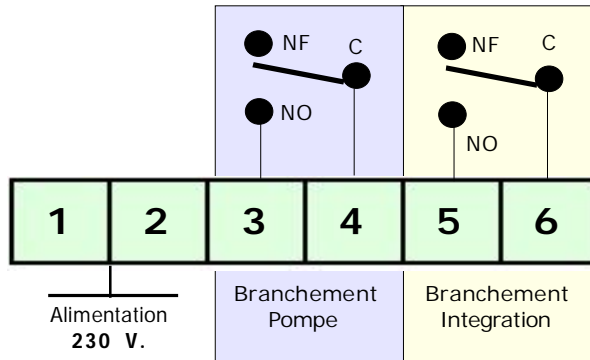 NF C
NO
NF C
NO
1 2 3 4 5 6
Alimentation
230 V.
Branchement
Pompe
Branchement
Integration